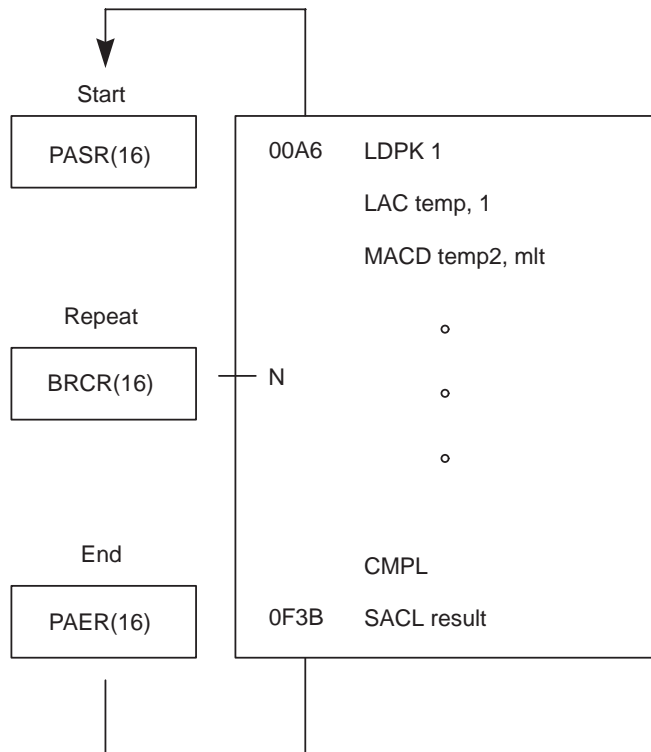 Start
PASR(16)
00A6 LDPK 1
LAC temp, 1
MACD temp2, mlt
Repeat
BRCR(16)
N
End
CMPL
PAER(16)
0F3B SACL result